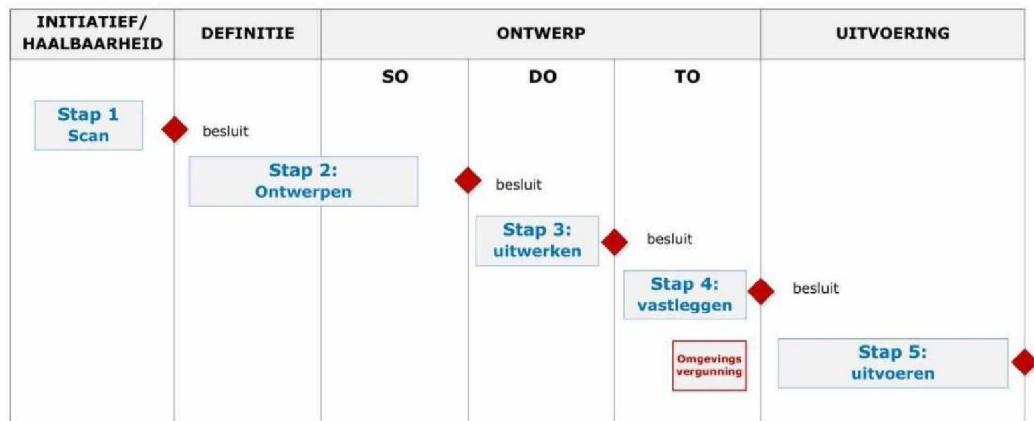 INITIATIEF/
HAALBAARHEID
DEFINITIE
ONTWERP
UITVOERING
SO
DO
TO
Stap 1
Scan
besluit
Stap 2:
Ontwerpen
besluit
Stap 3:
uitwerken
besluit
Stap 4:
vastleggen
besluit
Omgevings
vergunning
Stap 5:
uitvoeren